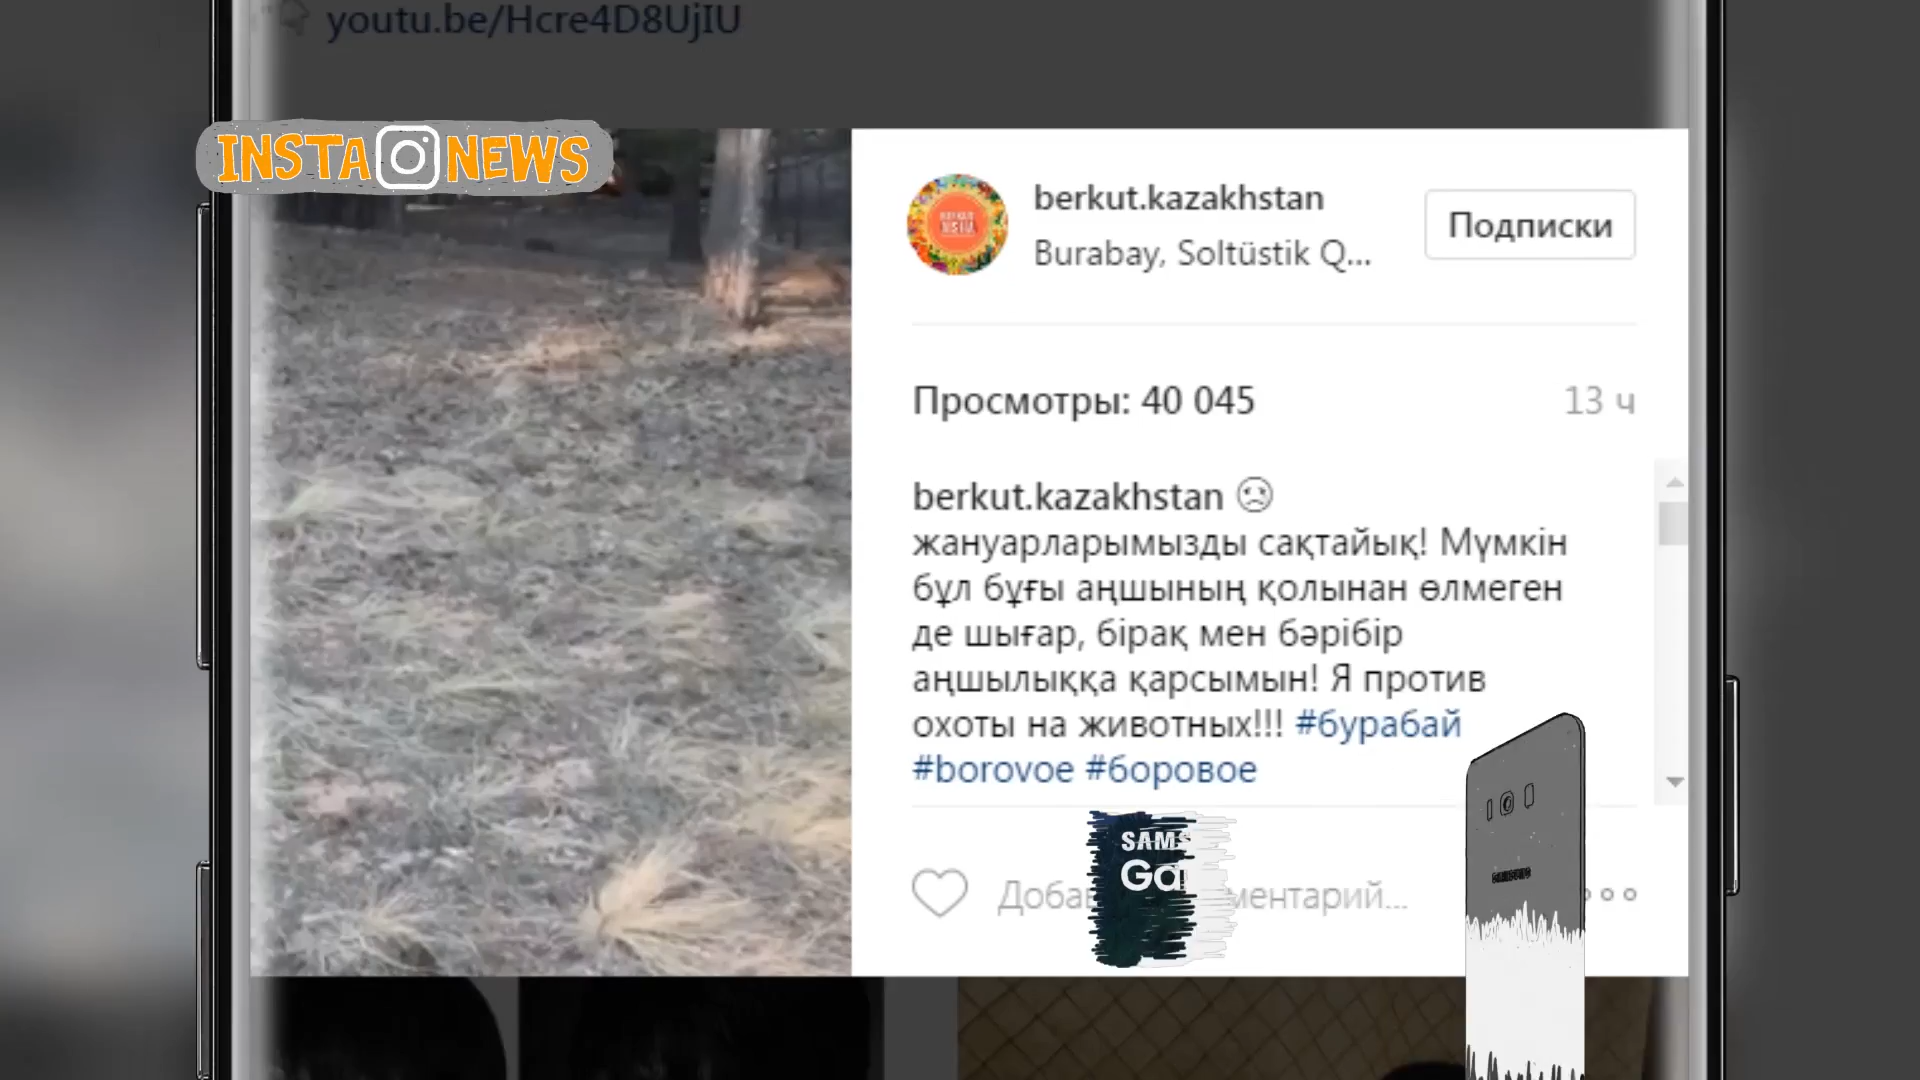 youtu.be/Hcre4D8UjIU
INSTA NEWS
berkut.kazakhstan
Burabay, Soltüstik Q...
Подписки
Просмотры: 40 045
13 ч
berkut.kazakhstan
жануарларымызды сақтайық! Мүмкін
бұл бұғы аңшының қолынан өлмеген
де шығар, бірақ мен бәрібір
аңшылыққа қарсымын! Я против
охоты на животных!!! #бурабай
#borovoe #боровое
SAMS
Ga
SAMSUNG